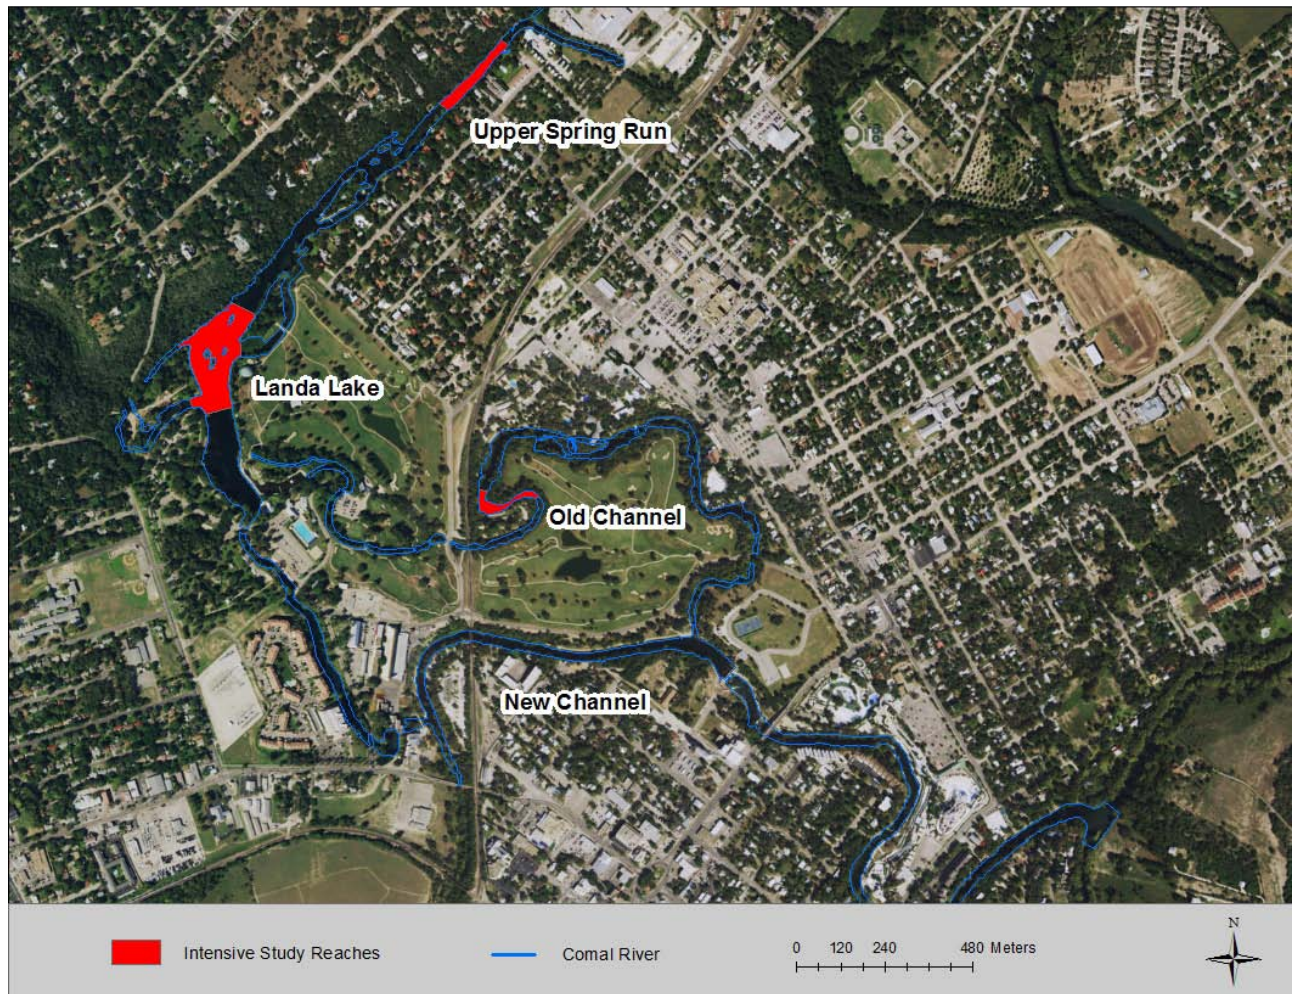 Upper Spring Run
Landa Lake
Old Channel
New Channel
Intensive Study Reaches
Comal River
0 120 240 480 Meters
N